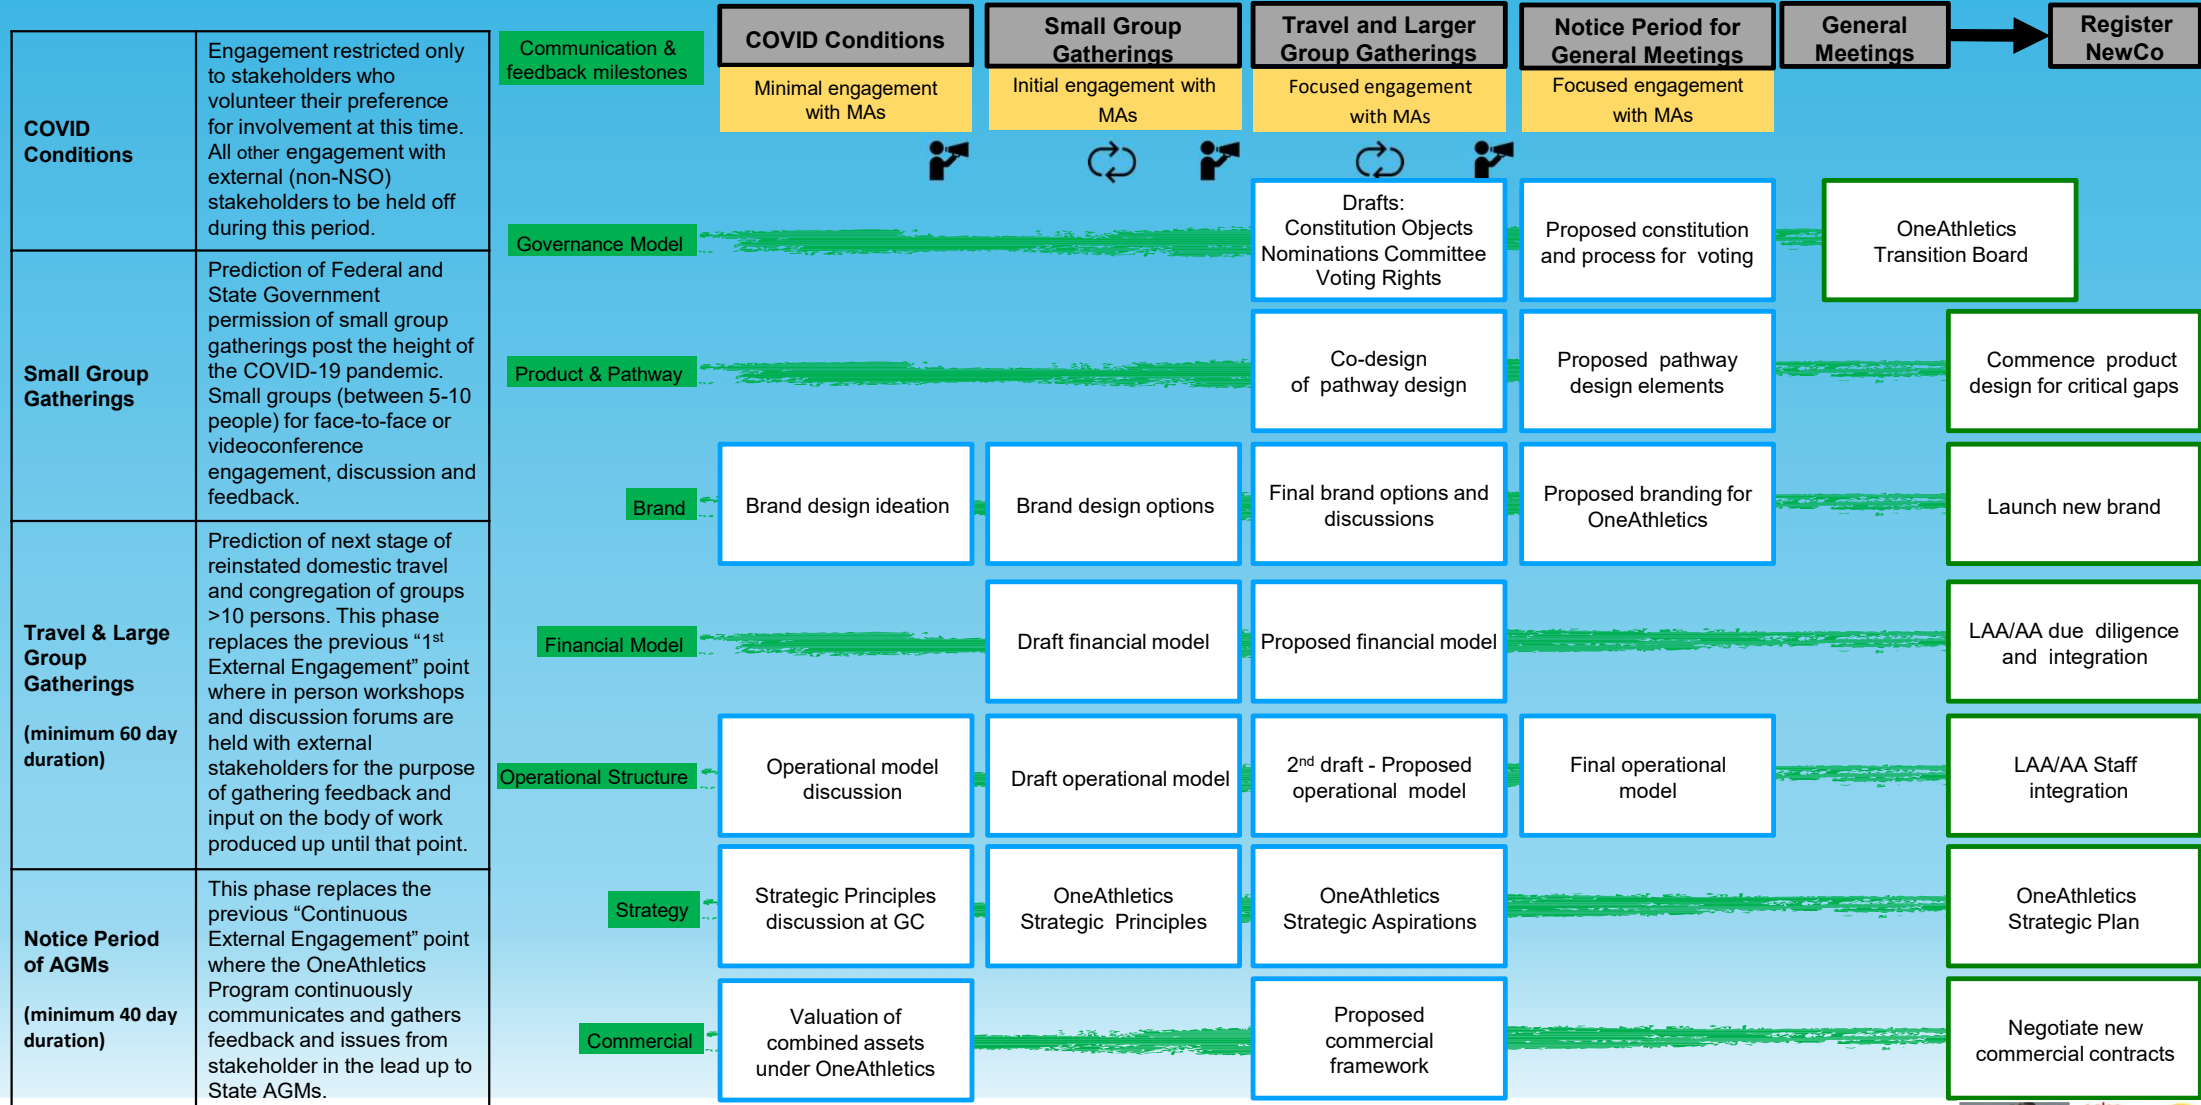 COVID
Conditions
Engagement restricted only
to stakeholders who
volunteer their preference
for involvement at this time.
All other engagement with
external (non-NSO)
stakeholders to be held off
during this period.
Small Group
Gatherings
Prediction of Federal and
State Government
permission of small group
gatherings post the height of
the COVID-19 pandemic.
Small groups (between 5-10
people) for face-to-face or
videoconference
engagement, discussion and
feedback.
Travel & Large
Group
Gatherings
(minimum 60 day
duration)
Prediction of next stage of
reinstated domestic travel
and congregation of groups
>10 persons. This phase
replaces the previous “1st
External Engagement” point
where in person workshops
and discussion forums are
held with external
stakeholders for the purpose
of gathering feedback and
input on the body of work
produced up until that point.
Notice Period
of AGMs
(minimum 40 day
duration)
This phase replaces the
previous “Continuous
External Engagement” point
where the OneAthletics
Program continuously
communicates and gathers
feedback and issues from
stakeholder in the lead up to
State AGMs.
Communication &
feedback milestones
COVID Conditions
Small Group
Gatherings
Travel and Larger
Group Gatherings
Notice Period for
General Meetings
General
Meetings
Register
NewCo
Minimal engagement
with MAs
Initial engagement with
MAs
Focused engagement
with MAs
Focused engagement
with MAs
Governance Model
Drafts:
Constitution Objects
Nominations Committee
Voting Rights
Proposed constitution
and process for voting
OneAthletics
Transition Board
Product & Pathway
Co-design
of pathway design
Proposed pathway
design elements
Commence product
design for critical gaps
Brand
Brand design ideation
Brand design options
Final brand options and
discussions
Proposed branding for
OneAthletics
Launch new brand
Financial Model
Draft financial model
Proposed financial model
LAA/AA due diligence
and integration
Operational Structure
Operational model
discussion
Draft operational model
2nd draft - Proposed
operational model
Final operational
model
LAA/AA Staff
integration
Strategy
Strategic Principles
discussion at GC
OneAthletics
Strategic Principles
OneAthletics
Strategic Aspirations
OneAthletics
Strategic Plan
Commercial
Valuation of
combined assets
under OneAthletics
Proposed
commercial
framework
Negotiate new
commercial contracts